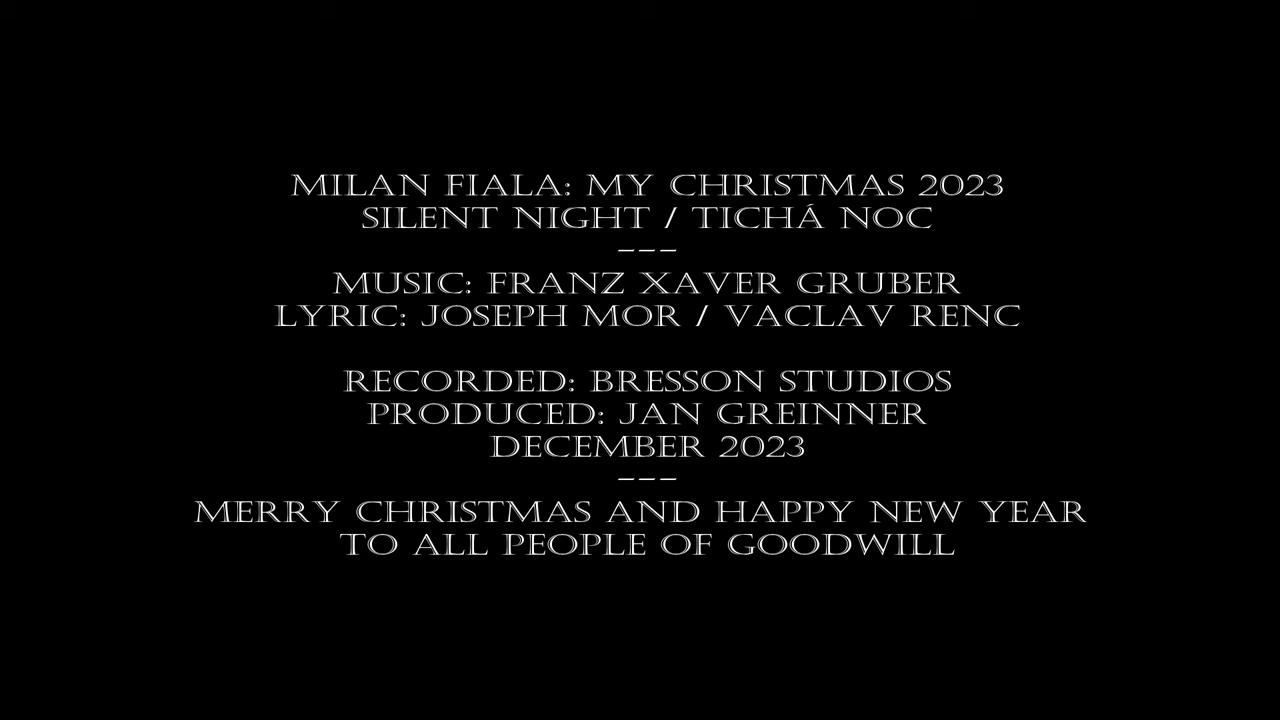 MILAN FIALA: MY CHRISTMAS 2023
SILENT NIGHT / TICHÁ NOC
---
MUSIC: FRANZ XAVER GRUBER
LYRIC: JOSEPH MOR / VACLAV RENC
RECORDED: BRESSON STUDIOS
PRODUCED: JAN GREINNER
DECEMBER 2023
---
MERRY CHRISTMAS AND HAPPY NEW YEAR
TO ALL PEOPLE OF GOODWILL